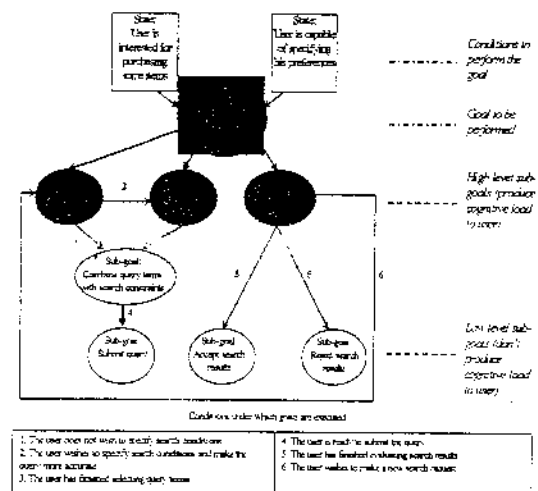 State:
User is
interested for
purchasing
some items
State:
User is capable
of specifying
his preferences
Conditions to
perform the
goal
Goal to be
performed
High level sub-
goals (produce
cognitive load
to user)
2
Sub-goal:
Combine query terms
with search constraints
4
5
6
6
Sub-goal:
Submit query
Sub-goal
Accept search
results
Sub-goal
Reject search
results
Low level sub-
goals (don't
produce
cognitive load
to user)
Conditions under which goals are executed
1. The user does not wish to specify search conditions
2. The user wishes to specify search conditions and make the
query more accurate
3. The user has finished selecting query terms
4. The user is ready to submit the query
5. The user has finished evaluating search results
6. The user wishes to make a new search request